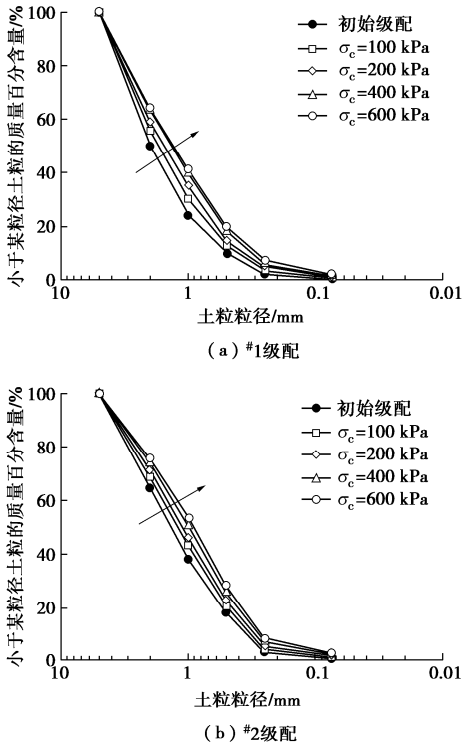 小于某粒径土粒的质量百分含量/%
100
80
60
40
20
0
初始级配
σc=100 kPa
σc=200 kPa
σc=400 kPa
σc=600 kPa
10
1
0.1
0.01
土粒粒径/mm
(a) #1级配
小于某粒径土粒的质量百分含量/%
100
80
60
40
20
0
初始级配
σc=100 kPa
σc=200 kPa
σc=400 kPa
σc=600 kPa
10
1
0.1
0.01
土粒粒径/mm
(b) #2级配